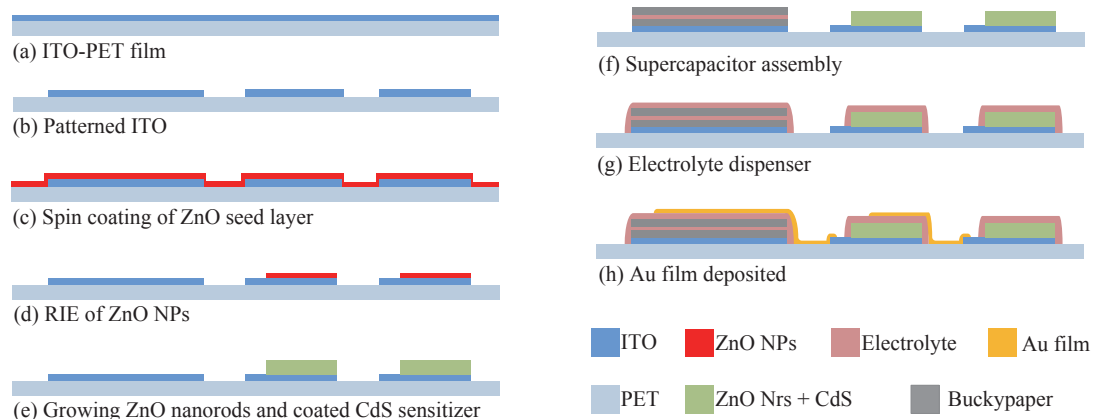 (a) ITO-PET film
(b) Patterned ITO
(c) Spin coating of ZnO seed layer
(d) RIE of ZnO NPs
(e) Growing ZnO nanorods and coated CdS sensitizer
(f) Supercapacitor assembly
(g) Electrolyte dispenser
(h) Au film deposited
ITO ZnO NPs Electrolyte Au film
PET ZnO Nrs + CdS Buckypaper